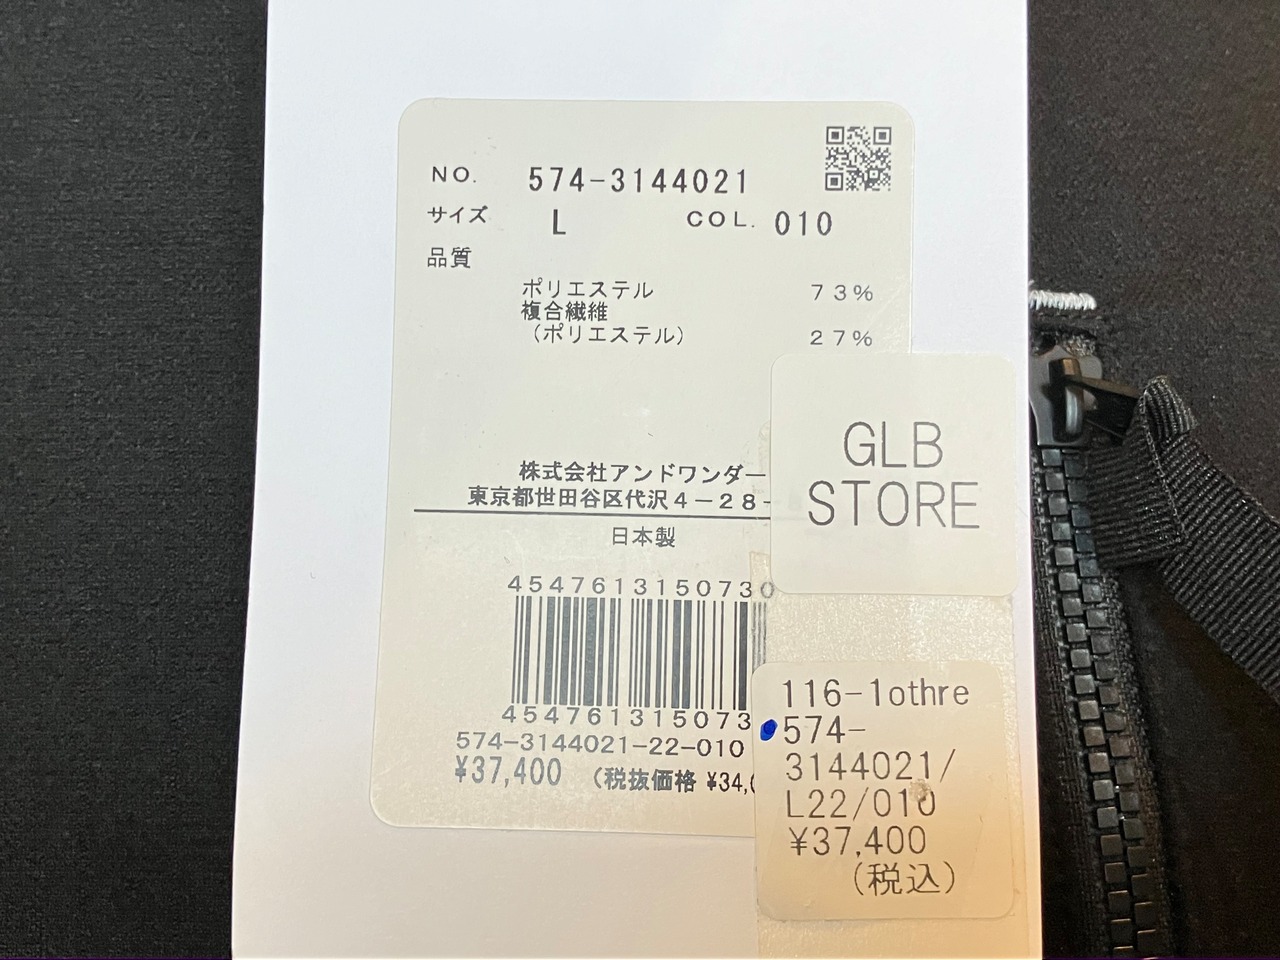 NO. 574-3144021
サイズ L COL. 010
品質
ポリエステル 73%
複合繊維
（ポリエステル） 27%
株式会社アンドワンダー
東京都世田谷区代沢4-28-
日本製
4547613150730
454761315073
574-3144021-22-010
¥37,400 （税抜価格 ¥34,
GLB
STORE
116-1othre
574-
3144021/
L22/010
¥37,400
（税込）